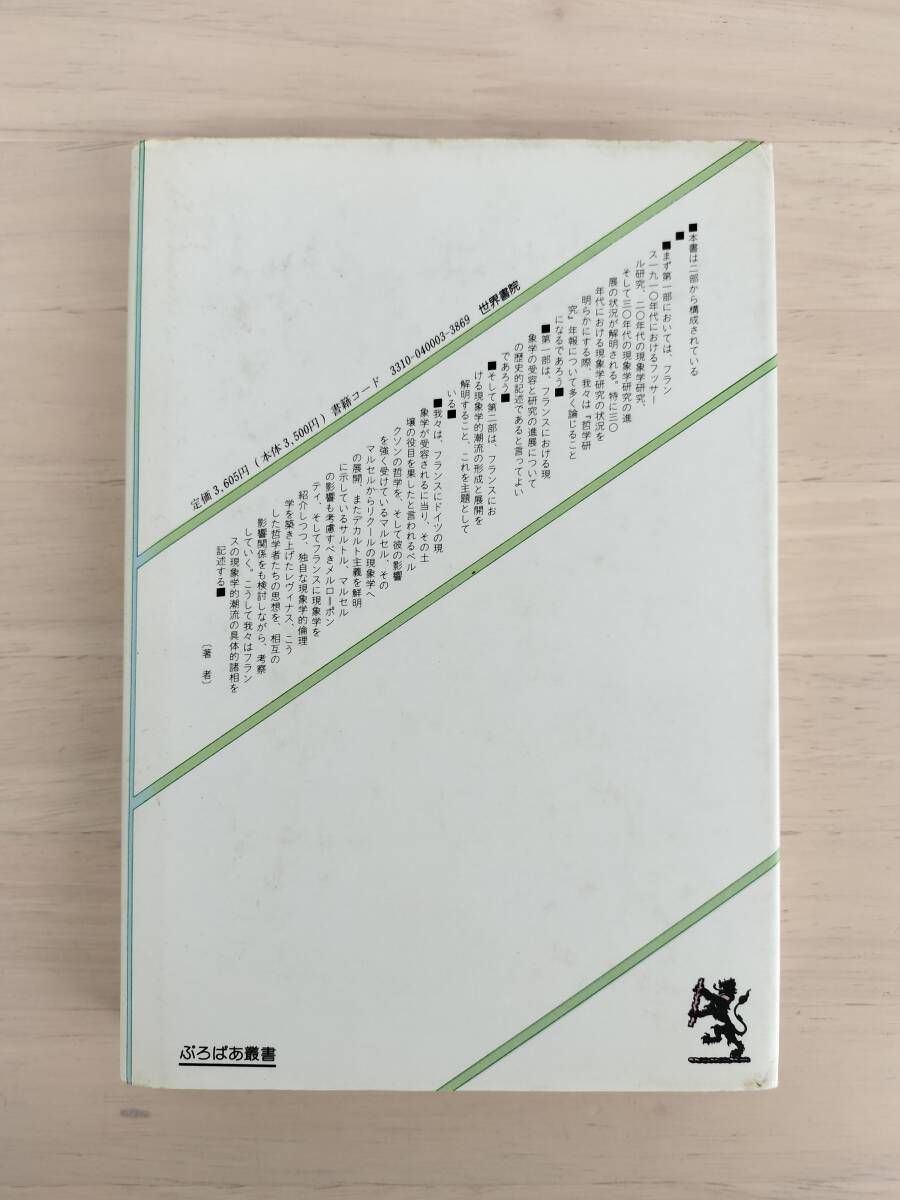 ■本書は二部から構成されている
■
■まず第一部においては、フラン
ス一九一〇年代におけるフッサー
ル研究、二〇年代の現象学研究、
そして三〇年代の現象学研究の進
展の状況が解明される。特に三〇
年代における現象学研究の状況を
明らかにする際、我々は『哲学研
究』年報について多く論じること
になるであろう■
■第一部は、フランスにおける現
象学の受容と研究の進展について
の歴史的記述であると言ってよい
であろう■
■そして第二部は、フランスにお
ける現象学的潮流の形成と展開を
解明すること、これを主題として
いる■
■我々は、フランスにドイツの現
象学が受容されるに当り、その土
壌の役目を果したと言われるベル
クソンの哲学を、そして彼の影響
を強く受けているマルセル、その
マルセルからリクールの現象学へ
の展開、またデカルト主義を鮮明
に示しているサルトル、マルセル
の影響も考慮すべきメルロ＝ポン
ティ、そしてフランスに現象学を
紹介しつつ、独自な現象学的倫理
学を築き上げたレヴィナス、こう
した哲学者たちの思想を、相互の
影響関係をも検討しながら、考察
していく。こうして我々はフラン
スの現象学的潮流の具体的諸相を
記述する■
〔著 者〕
定価3,605円(本体3,500円) 書籍コード 3310-040003-3869 世界書院
ぷろぱあ叢書